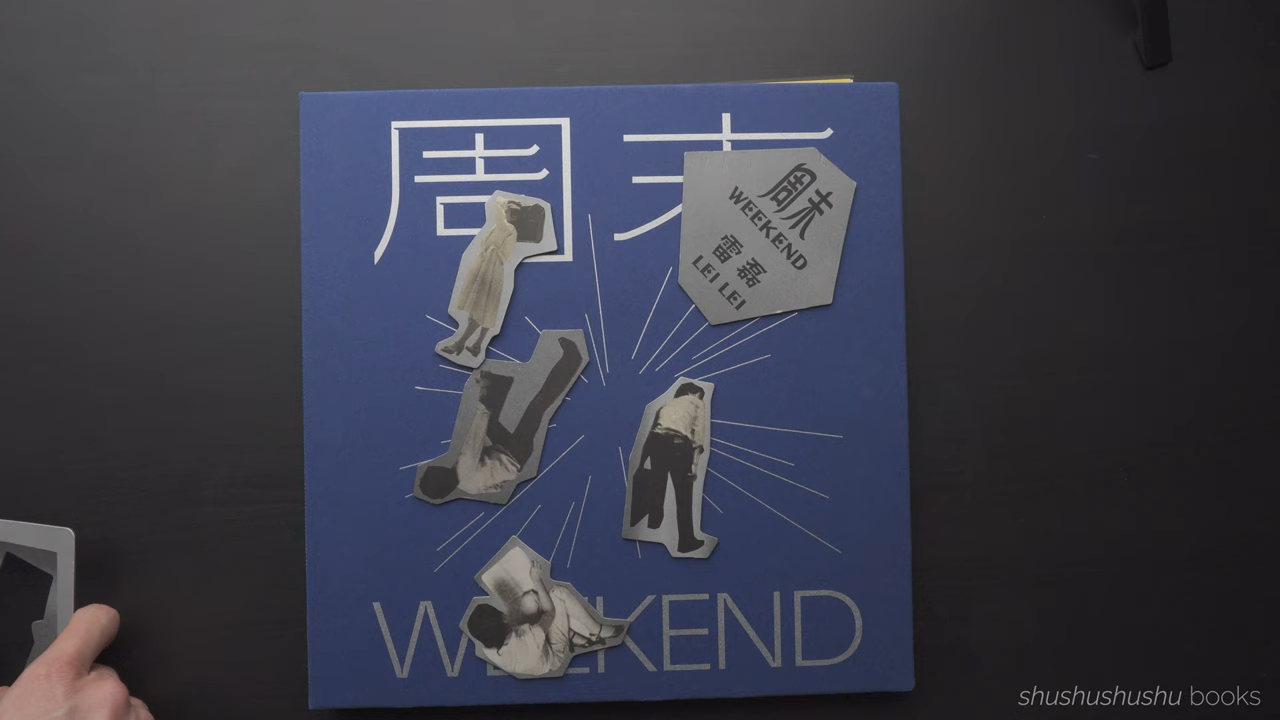 周末
周末
WEEKEND
雷磊
LEI LEI
WEEKEND
shushushushu books